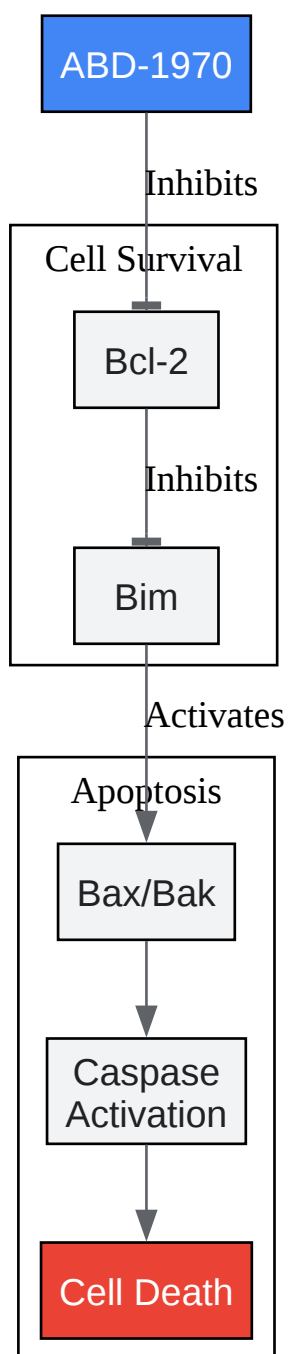 ABD-1970
Inhibits
Cell Survival
Bcl-2
Inhibits
Bim
Activates
Apoptosis
Bax/Bak
Caspase
Activation
Cell Death